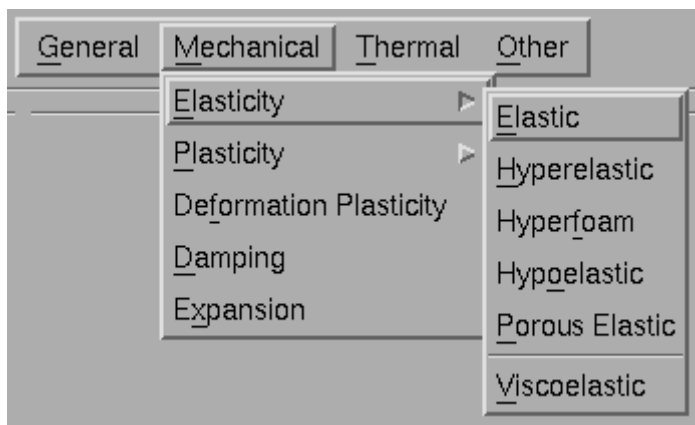 General Mechanical Thermal Other
Elasticity
Plasticity
Deformation Plasticity
Damping
Expansion
Elastic
Hyperelastic
Hyperfoam
Hypoelastic
Porous Elastic
Viscoelastic